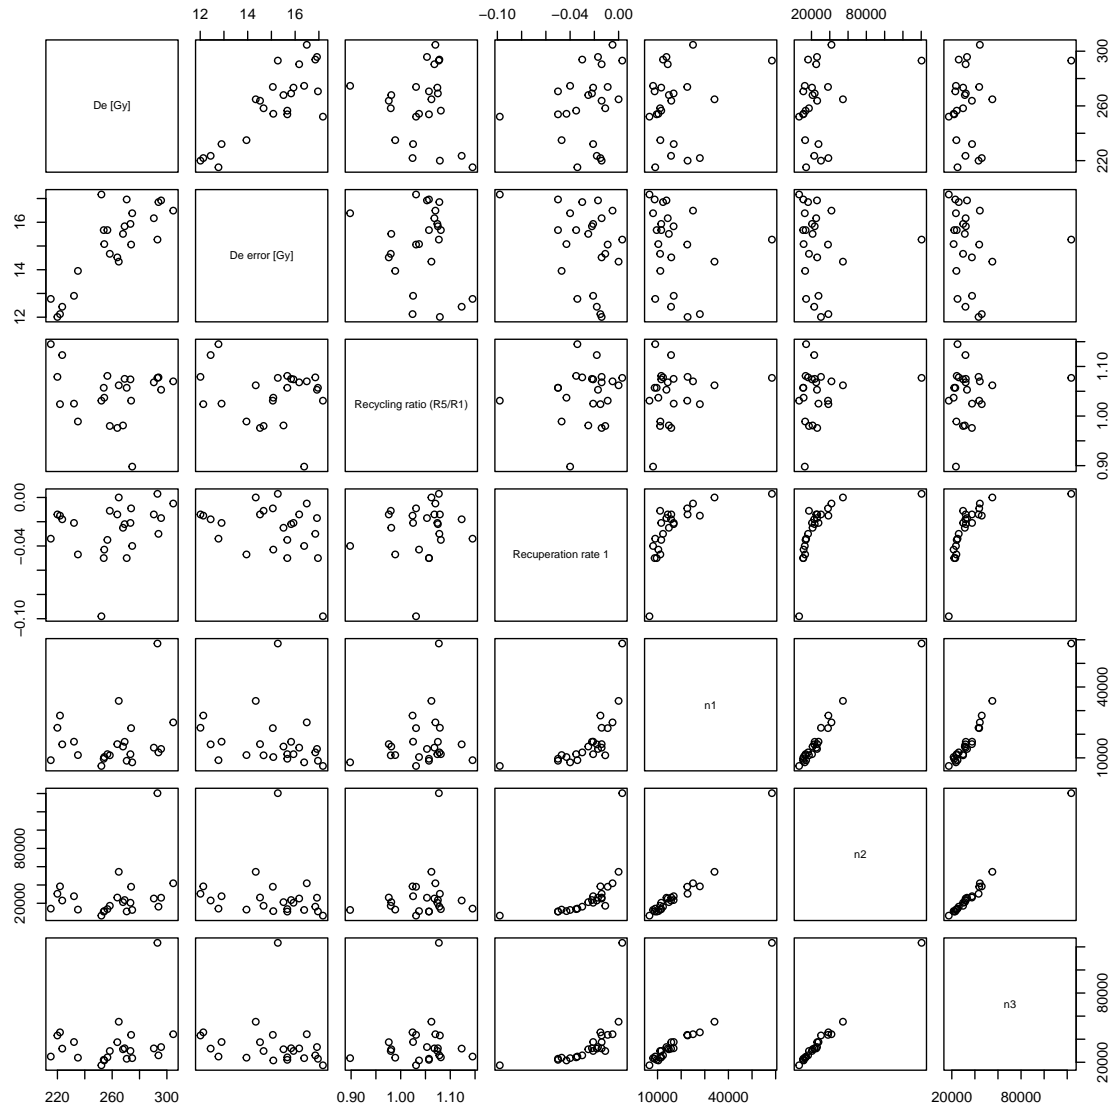 12 14 16 −0.10 −0.04 0.00 20000 80000
De [Gy] 220 260 300
12 14 16 De error [Gy]
Recycling ratio (R5/R1) 0.90 1.00 1.10
−0.10 −0.04 0.00 Recuperation rate 1
n1 10000 40000
20000 80000 n2
n3 20000 80000
220 260 300 0.90 1.00 1.10 10000 40000 20000 80000